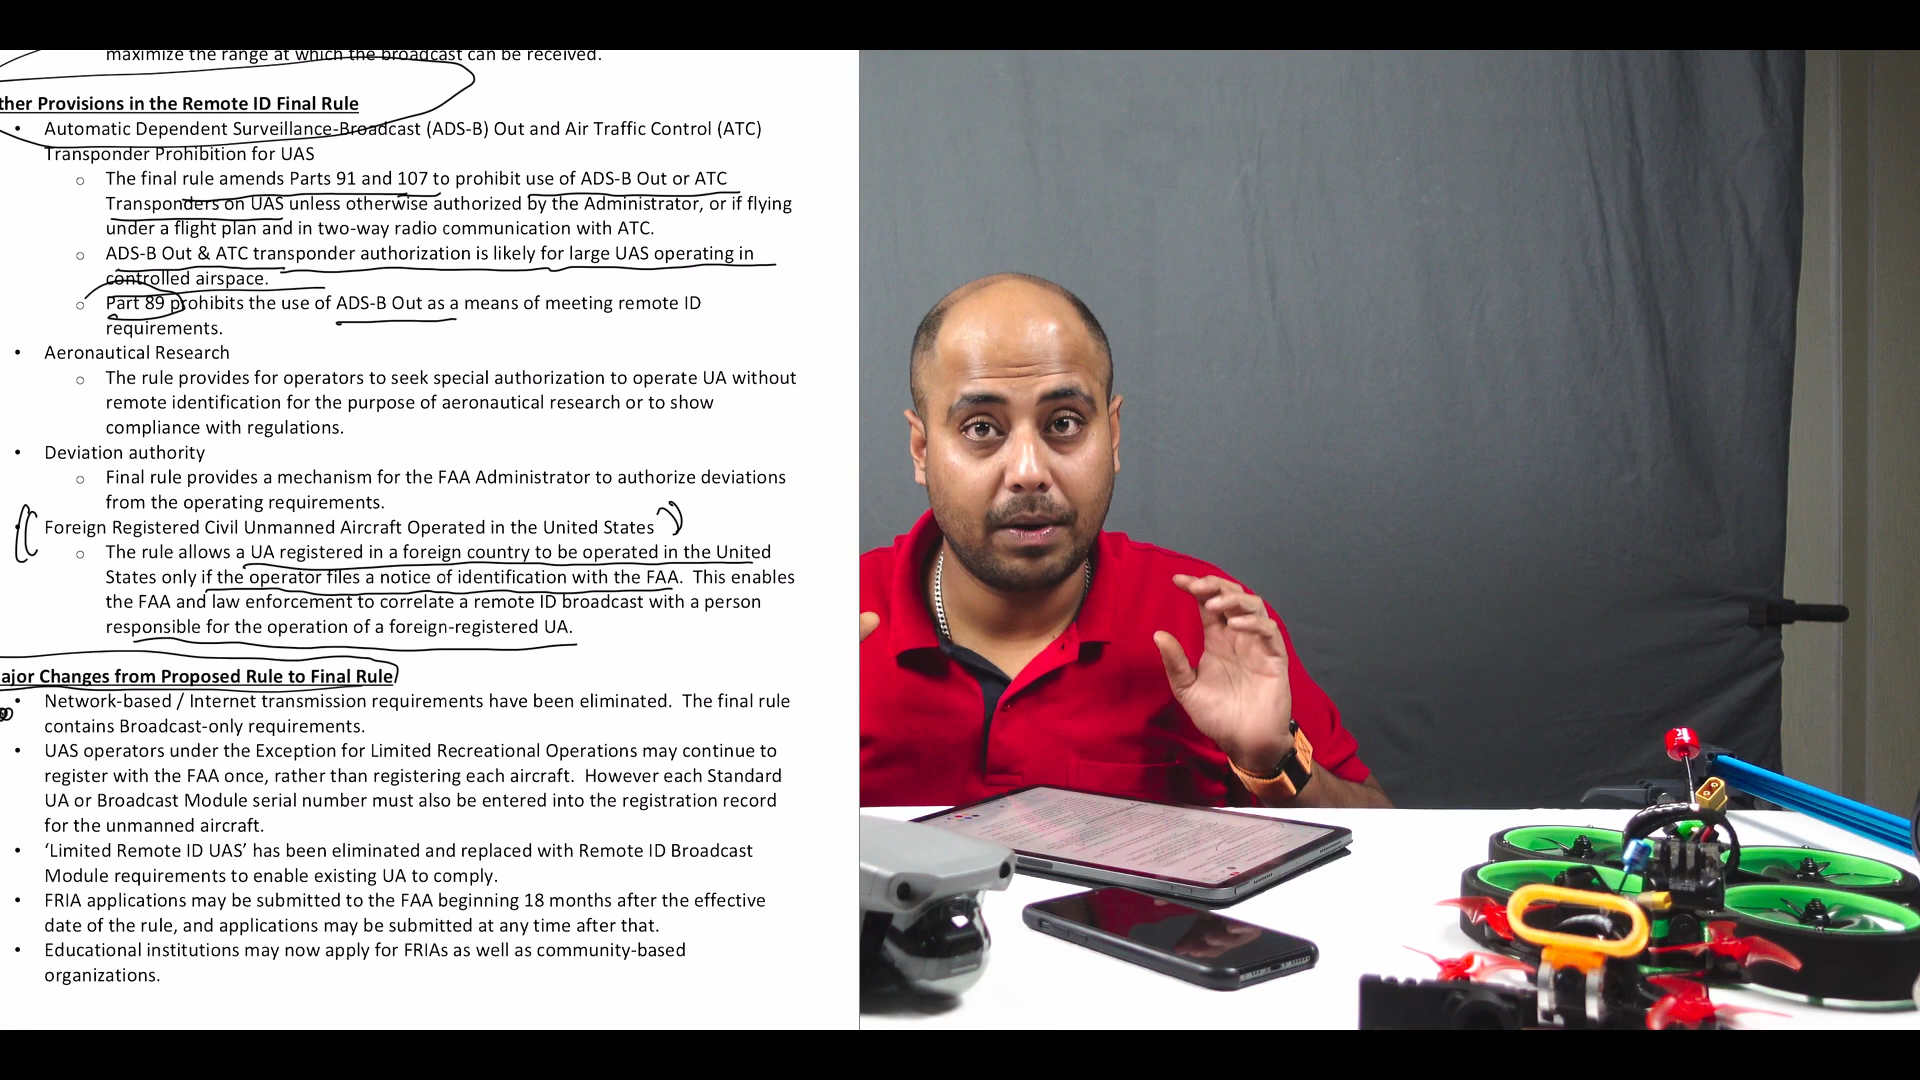 maximize the range at which the broadcast can be received.
ther Provisions in the Remote ID Final Rule
• Automatic Dependent Surveillance-Broadcast (ADS-B) Out and Air Traffic Control (ATC)
Transponder Prohibition for UAS
o The final rule amends Parts 91 and 107 to prohibit use of ADS-B Out or ATC
Transponders on UAS unless otherwise authorized by the Administrator, or if flying
under a flight plan and in two-way radio communication with ATC.
o ADS-B Out & ATC transponder authorization is likely for large UAS operating in
controlled airspace.
o Part 89 prohibits the use of ADS-B Out as a means of meeting remote ID
requirements.
• Aeronautical Research
o The rule provides for operators to seek special authorization to operate UA without
remote identification for the purpose of aeronautical research or to show
compliance with regulations.
• Deviation authority
o Final rule provides a mechanism for the FAA Administrator to authorize deviations
from the operating requirements.
• Foreign Registered Civil Unmanned Aircraft Operated in the United States
o The rule allows a UA registered in a foreign country to be operated in the United
States only if the operator files a notice of identification with the FAA. This enables
the FAA and law enforcement to correlate a remote ID broadcast with a person
responsible for the operation of a foreign-registered UA.
ajor Changes from Proposed Rule to Final Rule
• Network-based / Internet transmission requirements have been eliminated. The final rule
contains Broadcast-only requirements.
• UAS operators under the Exception for Limited Recreational Operations may continue to
register with the FAA once, rather than registering each aircraft. However each Standard
UA or Broadcast Module serial number must also be entered into the registration record
for the unmanned aircraft.
• ‘Limited Remote ID UAS’ has been eliminated and replaced with Remote ID Broadcast
Module requirements to enable existing UA to comply.
• FRIA applications may be submitted to the FAA beginning 18 months after the effective
date of the rule, and applications may be submitted at any time after that.
• Educational institutions may now apply for FRIAs as well as community-based
organizations.